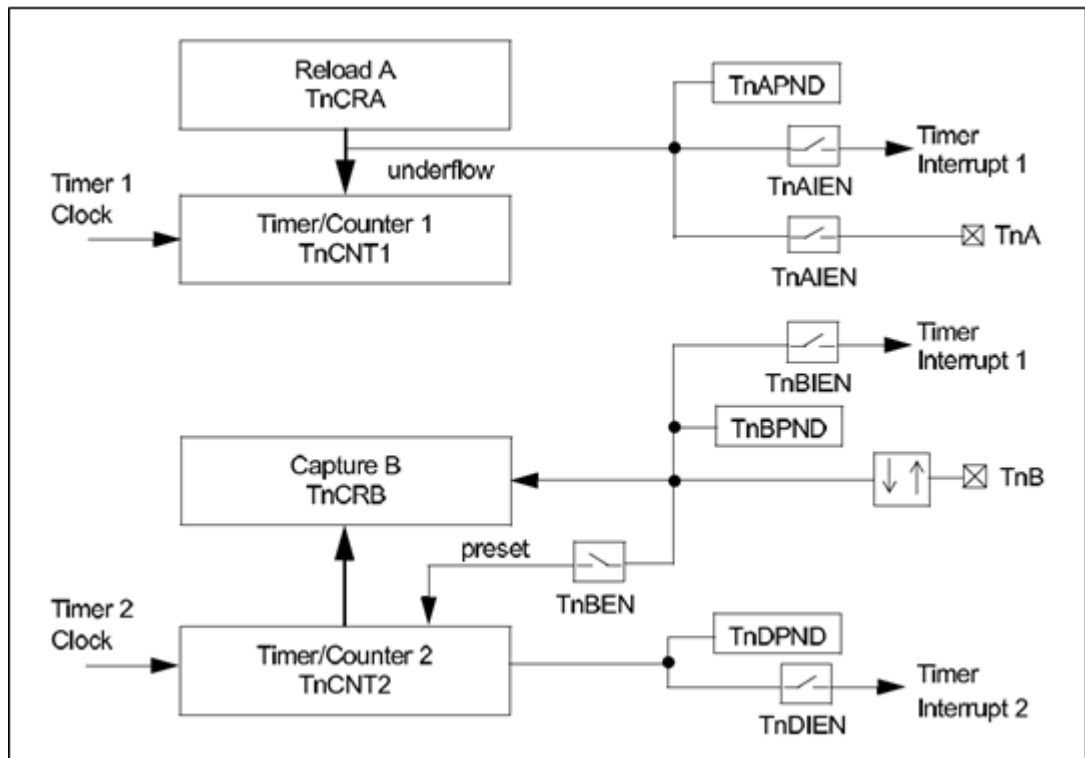 Reload A
TnCRA
TnAPND
underflow
Timer
Interrupt 1
TnAIEN
Timer 1
Clock
Timer/Counter 1
TnCNT1
TnA
TnAIEN
Timer
Interrupt 1
TnBIEN
TnBPND
Capture B
TnCRB
TnB
preset
TnBEN
Timer 2
Clock
Timer/Counter 2
TnCNT2
TnDPND
Timer
Interrupt 2
TnDIEN